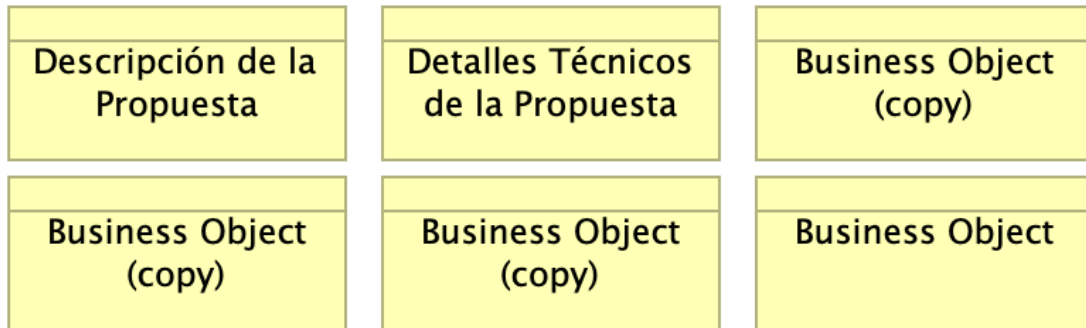 Descripción de la
Propuesta
Detalles Técnicos
de la Propuesta
Business Object
(copy)
Business Object
(copy)
Business Object
(copy)
Business Object